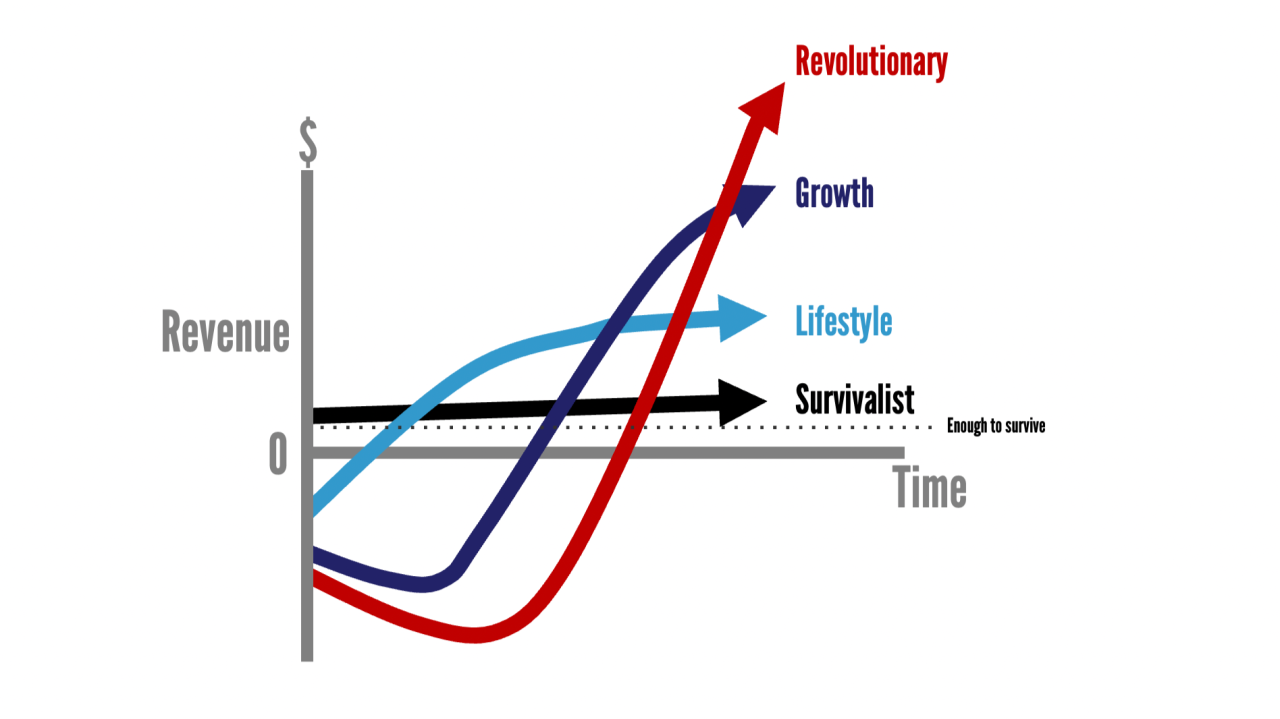 Revolutionary
$
Growth
Revenue
Lifestyle
Survivalist
Enough to survive
0
Time